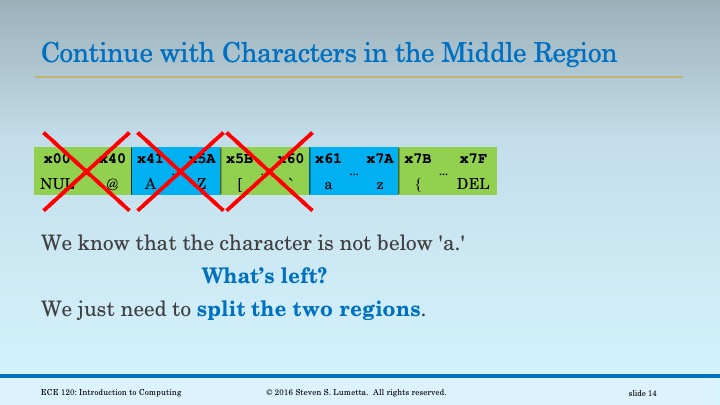 Continue with Characters in the Middle Region
x00 x40 x41 x5A x5B x60 x61 x7A x7B x7F
NUL @ A ... Z [ ... ` a ... z { ... DEL
We know that the character is not below 'a.'
What’s left?
We just need to split the two regions.
ECE 120: Introduction to Computing © 2016 Steven S. Lumetta. All rights reserved. slide 14